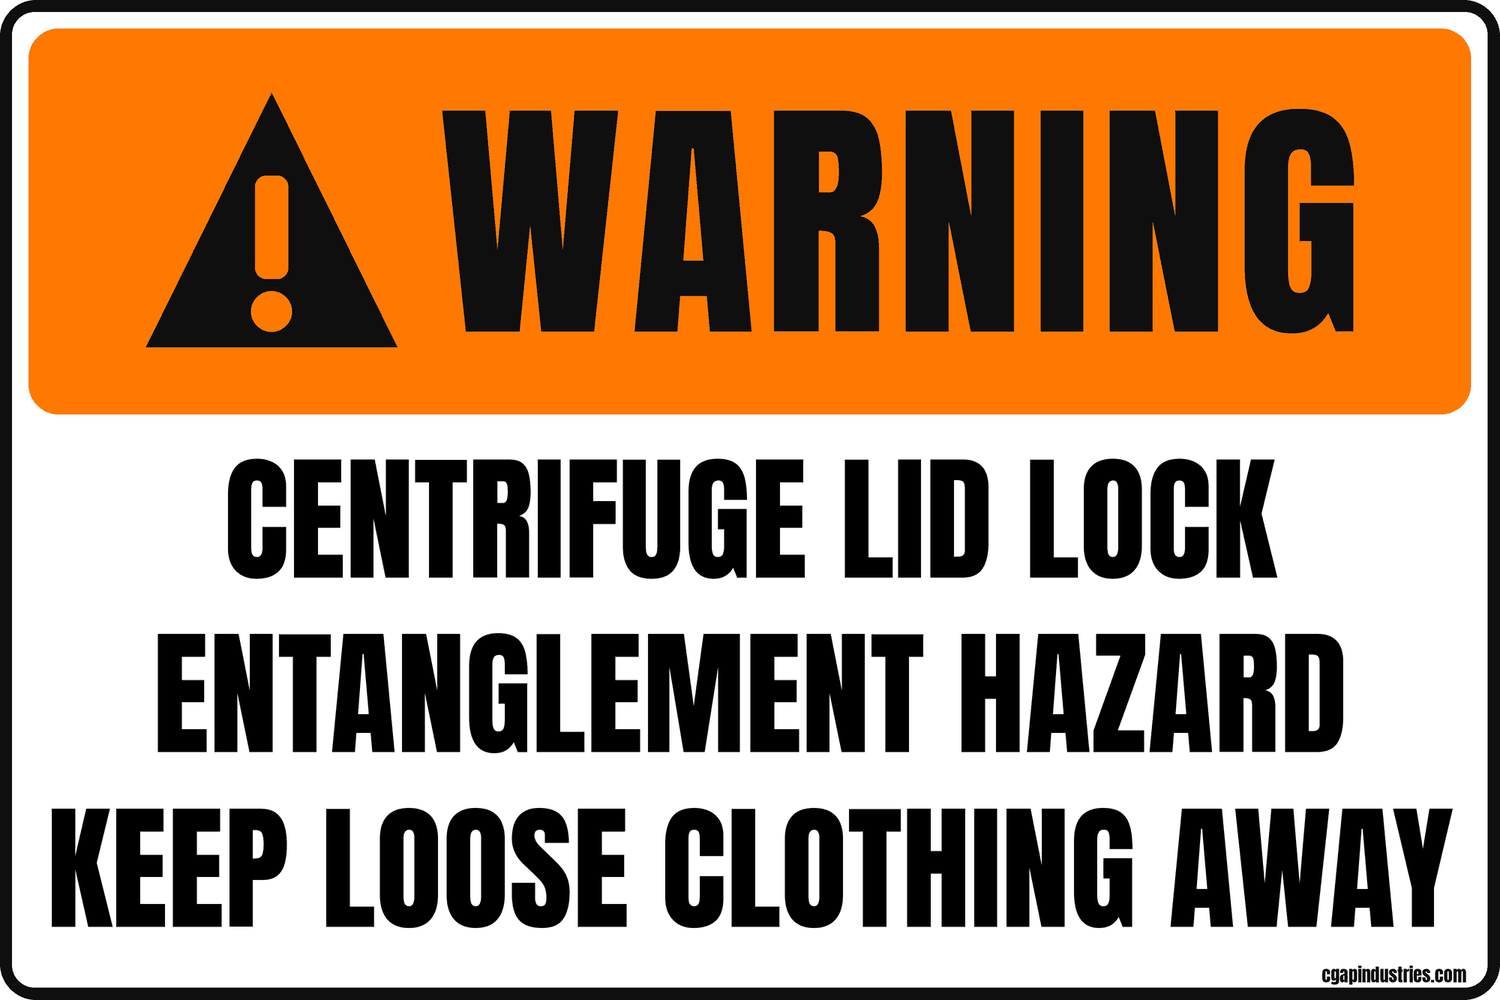 WARNING
CENTRIFUGE LID LOCK
ENTANGLEMENT HAZARD
KEEP LOOSE CLOTHING AWAY
cgapindustries.com